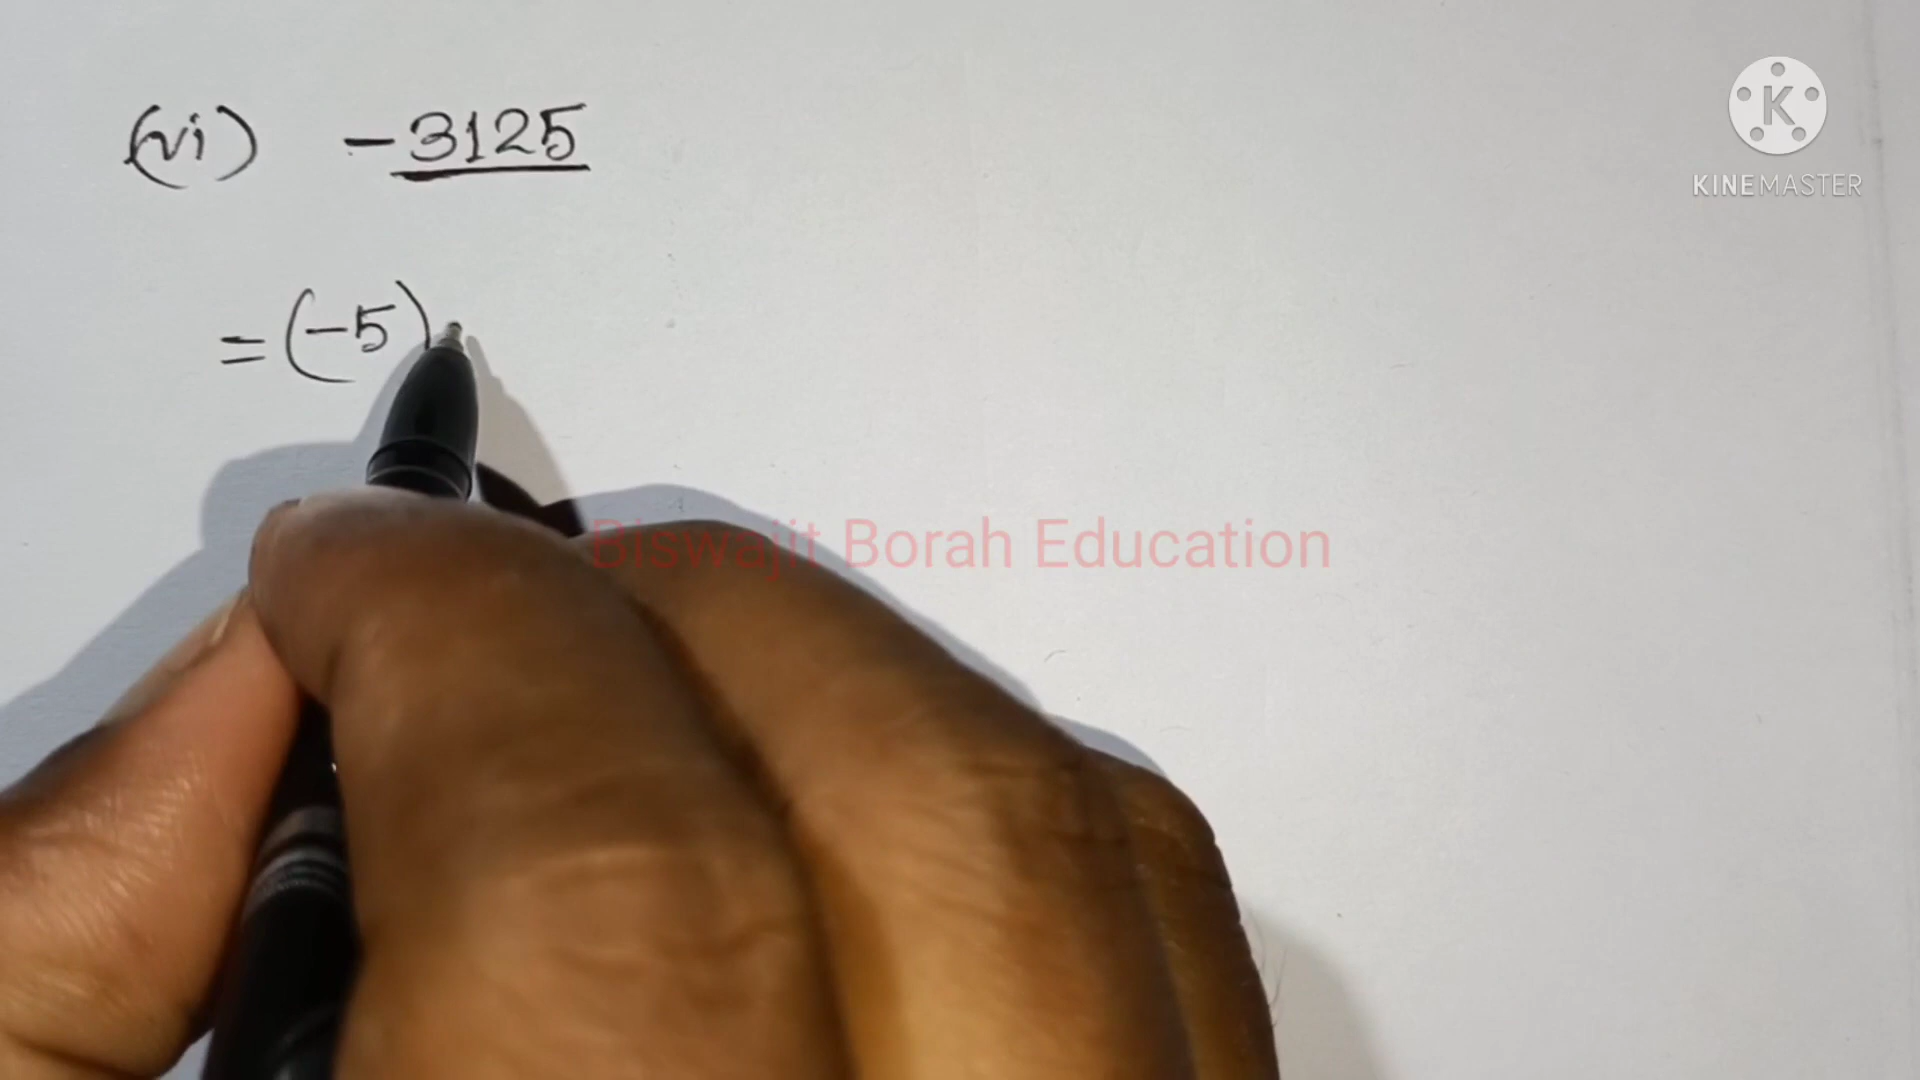 (vi) -3125
= (-5)
K
KINEMASTER
Biswajit Borah Education